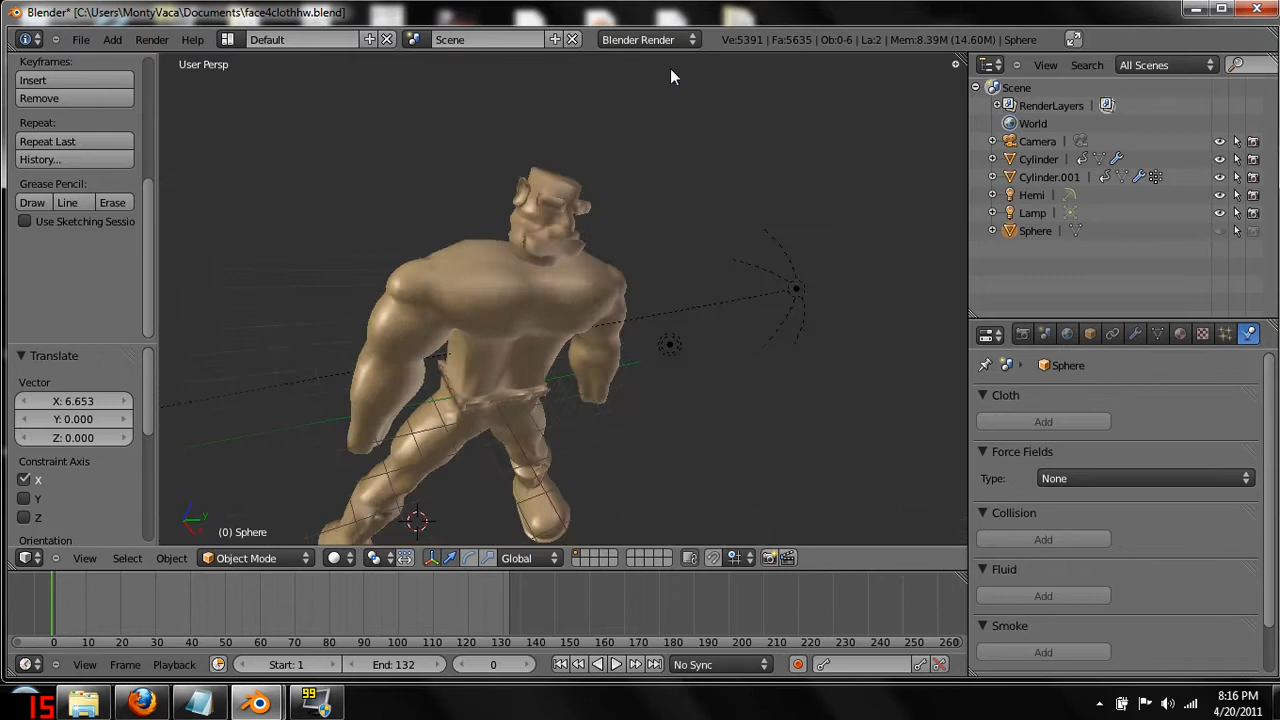 Blender* [C:\Users\MontyVaca\Documents\face4clothhw.blend]
File Add Render Help Default Scene Blender Render Ve:5391 | Fa:5635 | Ob:0-6 | La:2 | Mem:8.39M (14.60M) | Sphere
Keyframes:
Insert
Remove
Repeat:
Repeat Last
History...
Grease Pencil:
Draw Line Erase
Use Sketching Sessio
Translate
Vector
X: 6.653
Y: 0.000
Z: 0.000
Constraint Axis
X
Y
Z
Orientation
User Persp
(0) Sphere
View Search All Scenes
Scene
RenderLayers |
World
Camera |
Cylinder |
Cylinder.001 |
Hemi |
Lamp |
Sphere |
Sphere
Cloth
Add
Force Fields
Type: None
Collision
Add
Fluid
Add
Smoke
Add
View Select Object Object Mode Global
0 10 20 30 40 50 60 70 80 90 100 110 120 130 140 150 160 170 180 190 200 210 220 230 240 250 260
View Frame Playback Start: 1 End: 132 0 No Sync
15
99
8:16 PM
4/20/2011